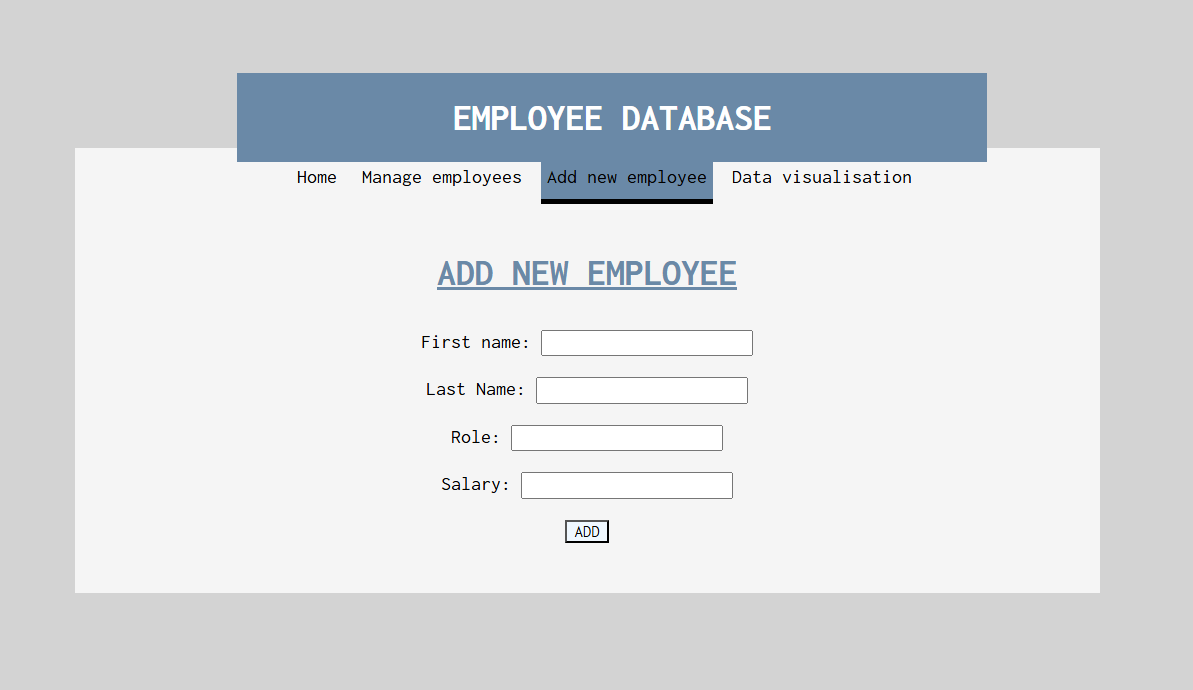 EMPLOYEE DATABASE
Home Manage employees Add new employee Data visualisation
ADD NEW EMPLOYEE
First name:
Last Name:
Role:
Salary:
ADD